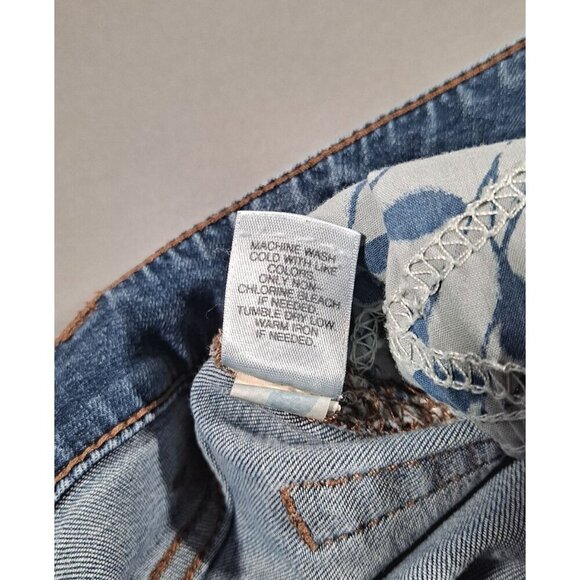 MACHINE WASH
COLD WITH LIKE
COLORS.
ONLY NON-
CHLORINE BLEACH
IF NEEDED.
TUMBLE DRY LOW.
WARM IRON
IF NEEDED.